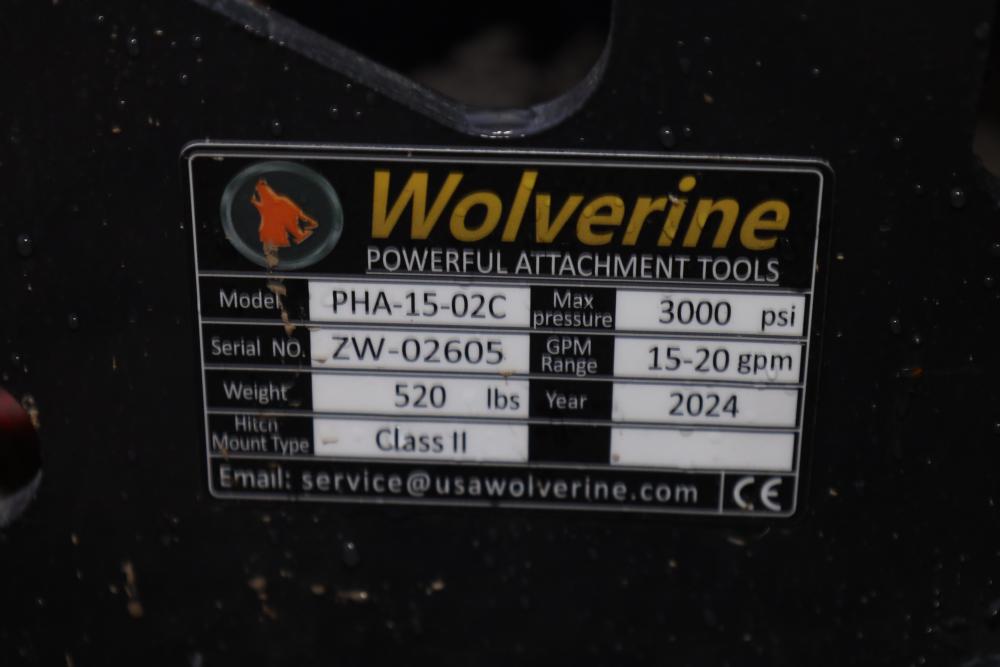 Wolverine
POWERFUL ATTACHMENT TOOLS
Model PHA-15-02C Max pressure 3000 psi
Serial NO. ZW-02605 GPM Range 15-20 gpm
Weight 520 lbs Year 2024
Hitch Mount Type Class II
Email: service@usawolverine.com CE